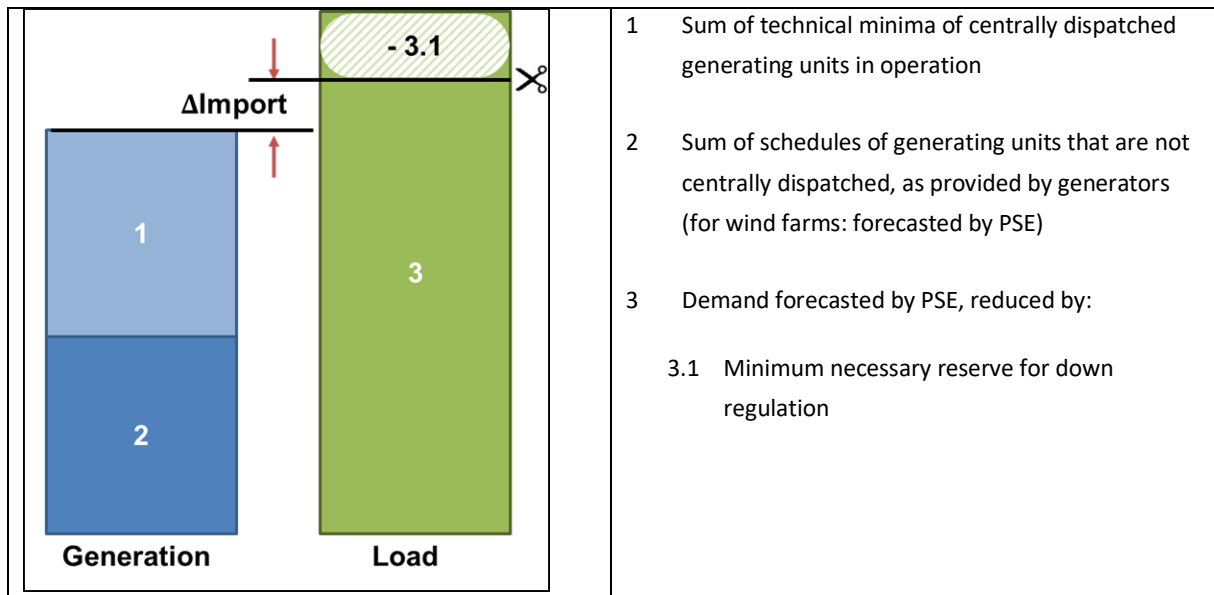 - 3.1
ΔImport
1
3
2
Generation
Load
1 Sum of technical minima of centrally dispatched
generating units in operation
2 Sum of schedules of generating units that are not
centrally dispatched, as provided by generators
(for wind farms: forecasted by PSE)
3 Demand forecasted by PSE, reduced by:
3.1 Minimum necessary reserve for down
regulation